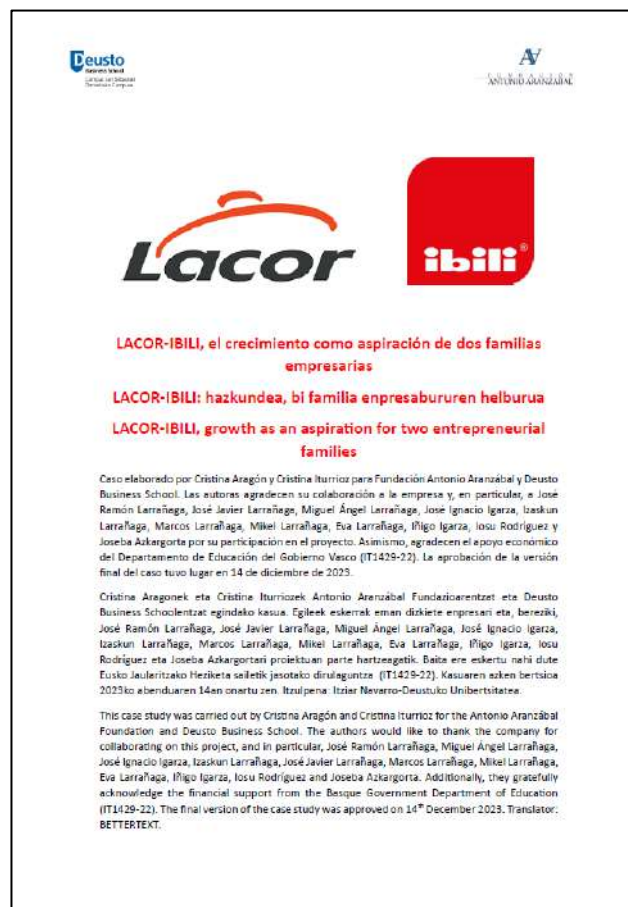 Deusto
Business School
ANTONIO ARANZABAL
Lacor
ibili®
LACOR-IBILI, el crecimiento como aspiración de dos familias
empresarias
LACOR-IBILI: hazkundea, bi familia enpresabururen helburua
LACOR-IBILI, growth as an aspiration for two entrepreneurial
families
Caso elaborado por Cristina Aragón y Cristina Iturrioz para Fundación Antonio Aranzábal y Deusto
Business School. Las autoras agradecen su colaboración a la empresa y, en particular, a José
Ramón Larrañaga, José Javier Larrañaga, Miguel Ángel Larrañaga, José Ignacio Igarza, Izaskun
Larrañaga, Marcos Larrañaga, Mikel Larrañaga, Eva Larrañaga, Iñigo Igarza, Iosu Rodríguez y
Joseba Azkargorta por su participación en el proyecto. Asimismo, agradecen el apoyo económico
del Departamento de Educación del Gobierno Vasco (IT1429-22). La aprobación de la versión
final del caso tuvo lugar en 14 de diciembre de 2023.
Cristina Aragonek eta Cristina Iturriozek Antonio Aranzábal Fundazioarentzat eta Deusto
Business Schoolentzat egindako kasua. Egileek eskerrak eman dizkiete enpresari eta, bereziki,
José Ramón Larrañaga, José Javier Larrañaga, Miguel Ángel Larrañaga, José Ignacio Igarza,
Izaskun Larrañaga, Marcos Larrañaga, Mikel Larrañaga, Eva Larrañaga, Iñigo Igarza, Iosu
Rodríguez eta Joseba Azkargortari proiektuan parte hartzeagatik. Baita ere eskertu nahi dute
Eusko Jaurlaritzako Heziketa sailetik jasotako dirulaguntza (IT1429-22). Kasuaren azken bertsioa
2023ko abenduaren 14an onartu zen. Itzulpena: Itziar Navarro-Deustuko Unibertsitatea.
This case study was carried out by Cristina Aragón and Cristina Iturrioz for the Antonio Aranzábal
Foundation and Deusto Business School. The authors would like to thank the company for
collaborating on this project, and in particular, José Ramón Larrañaga, Miguel Ángel Larrañaga,
José Ignacio Igarza, Izaskun Larrañaga, José Javier Larrañaga, Marcos Larrañaga, Mikel Larrañaga,
Eva Larrañaga, Iñigo Igarza, Iosu Rodríguez and Joseba Azkargorta. Additionally, they gratefully
acknowledge the financial support from the Basque Government Department of Education
(IT1429-22). The final version of the case study was approved on 14th December 2023. Translator:
BETTERTEXT.